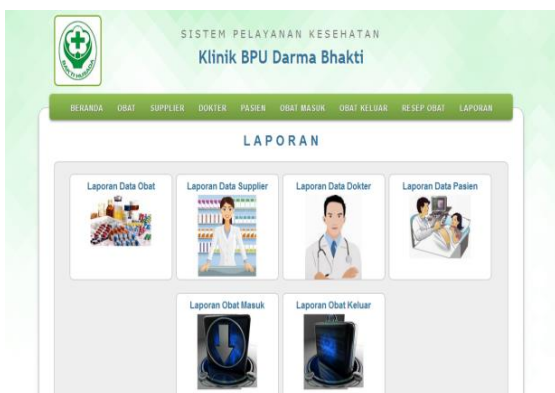 SISTEM PELAYANAN KESEHATAN
Klinik BPU Darma Bhakti
BAKTI HUSADA
BERANDA OBAT SUPPLIER DOKTER PASIEN OBAT MASUK OBAT KELUAR RESEP OBAT LAPORAN
LAPORAN
Laporan Data Obat Laporan Data Supplier Laporan Data Dokter Laporan Data Pasien
Laporan Obat Masuk Laporan Obat Keluar